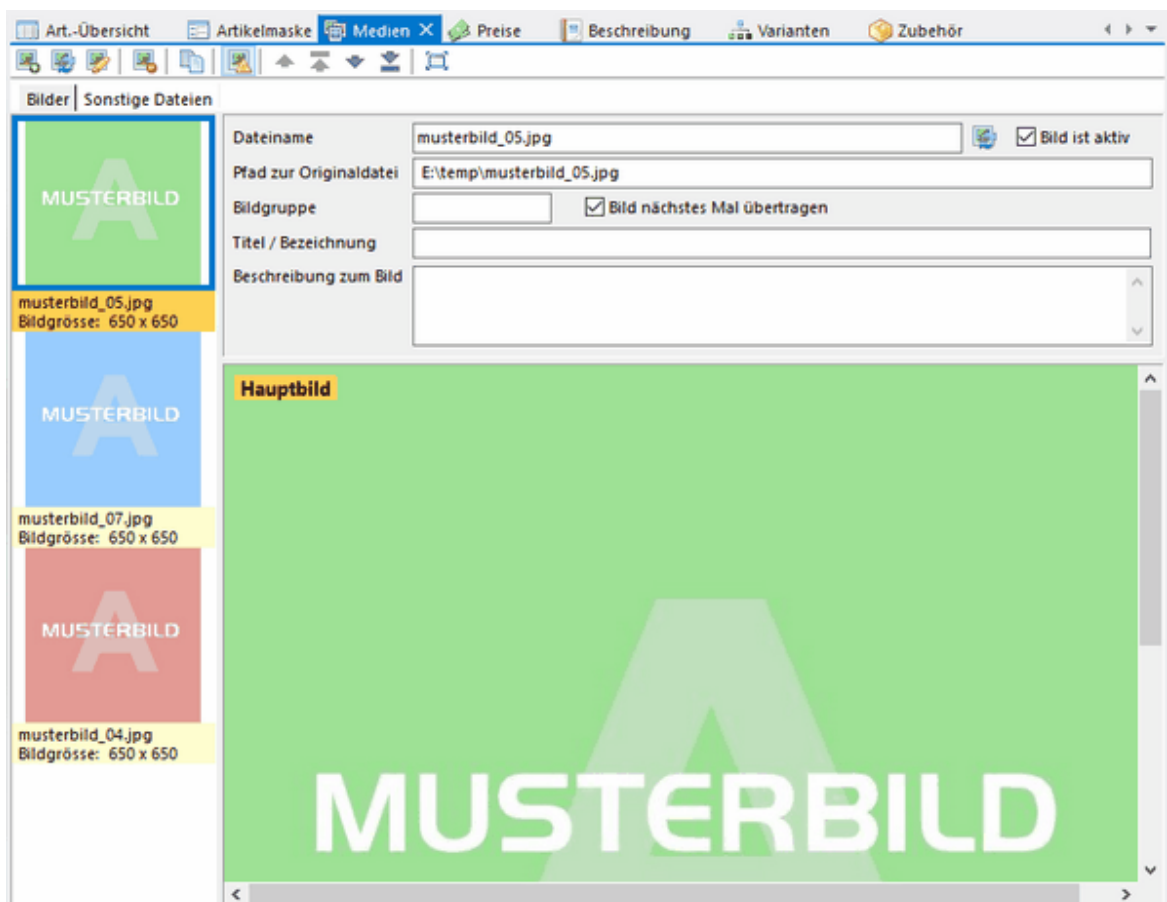 Art.-Übersicht Artikelmaske Medien Preise Beschreibung Varianten Zubehör
Bilder Sonstige Dateien
MUSTERBILD
musterbild_05.jpg
Bildgrösse: 650 x 650
MUSTERBILD
musterbild_07.jpg
Bildgrösse: 650 x 650
MUSTERBILD
musterbild_04.jpg
Bildgrösse: 650 x 650
Dateiname musterbild_05.jpg Bild ist aktiv
Pfad zur Originaldatei E:\temp\musterbild_05.jpg
Bildgruppe Bild nächstes Mal übertragen
Titel / Bezeichnung
Beschreibung zum Bild
Hauptbild
MUSTERBILD